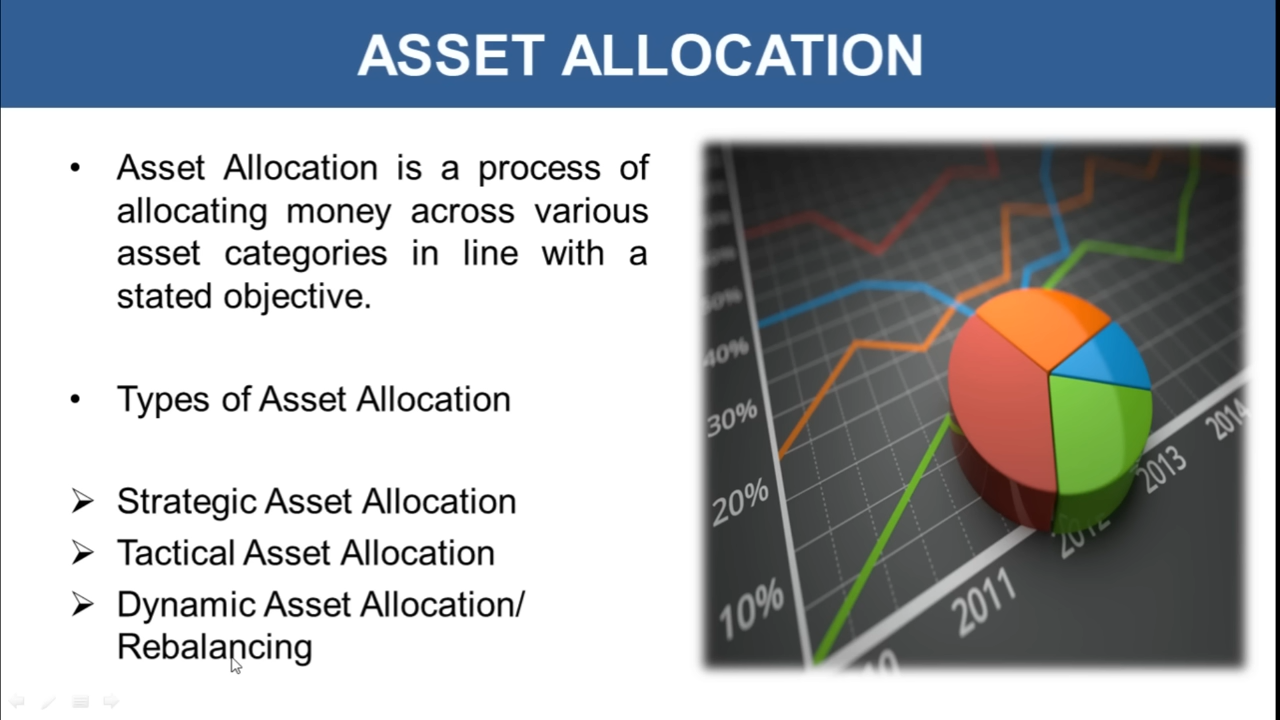 ASSET ALLOCATION
• Asset Allocation is a process of
allocating money across various
asset categories in line with a
stated objective.
• Types of Asset Allocation
➢ Strategic Asset Allocation
➢ Tactical Asset Allocation
➢ Dynamic Asset Allocation/
Rebalancing
40%
30%
20%
10%
2011
2012
2013
2014